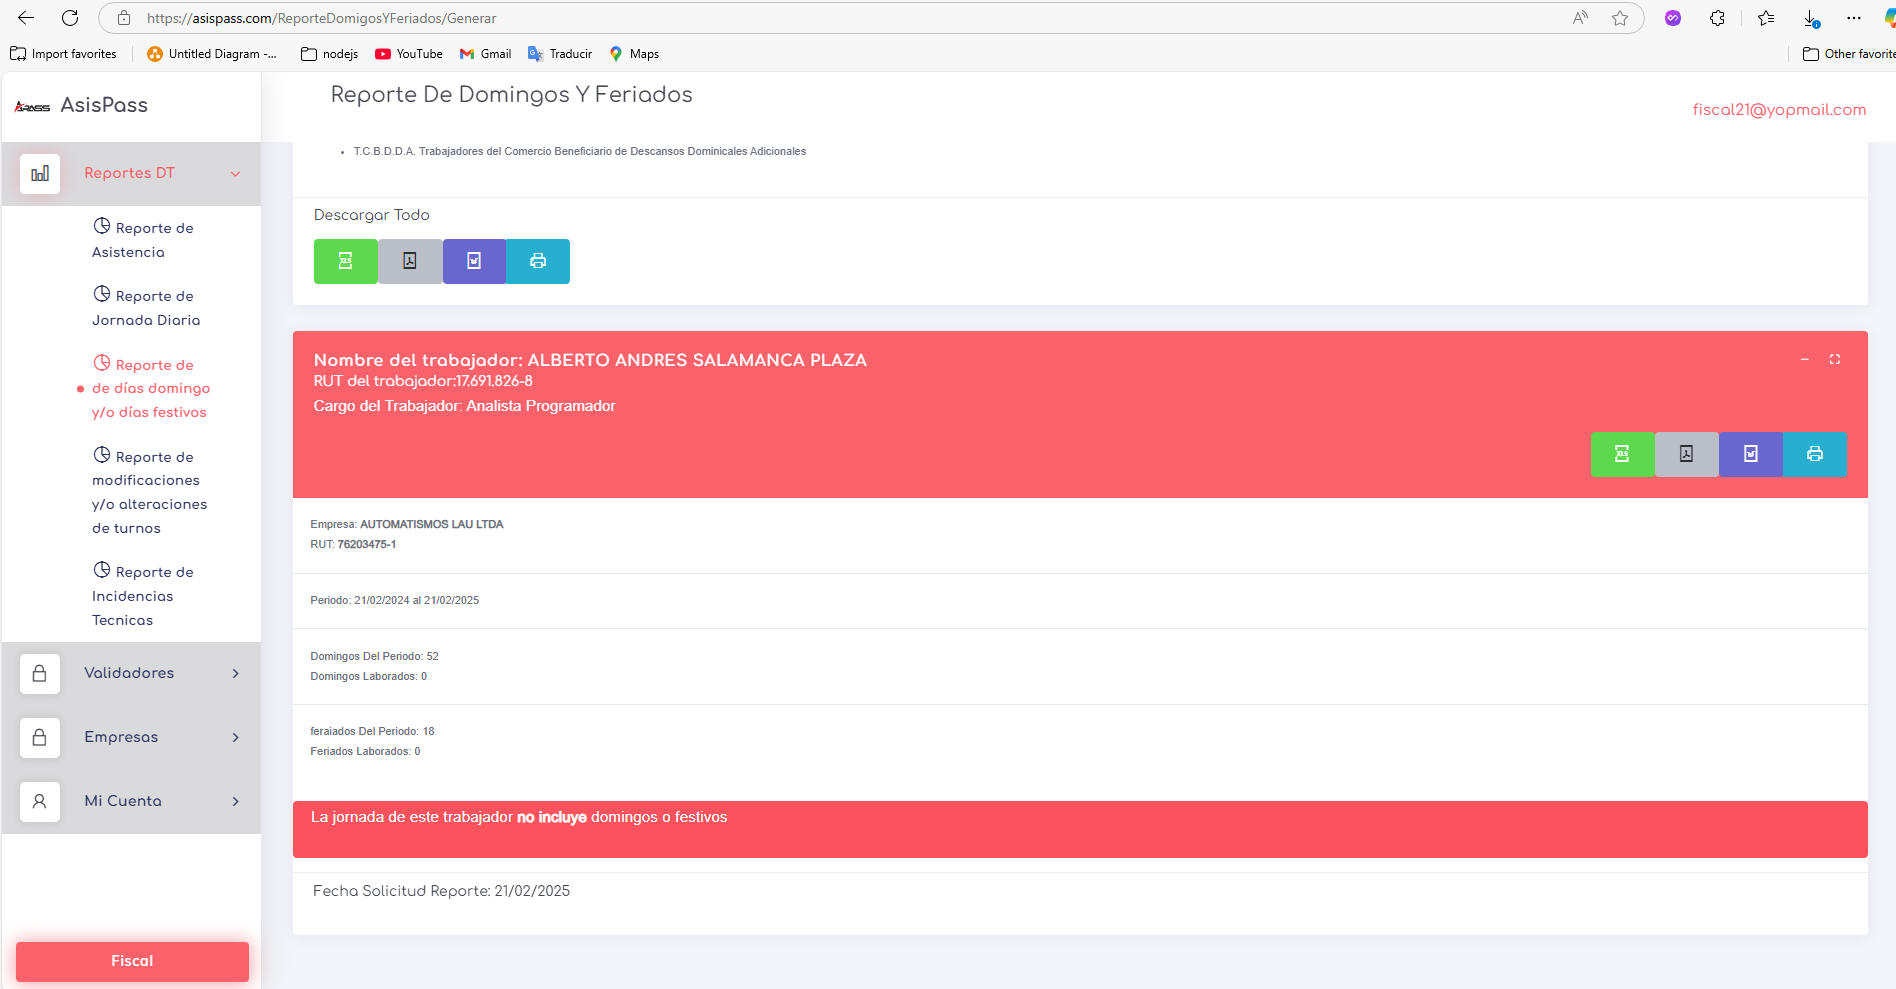 https://asispass.com/ReporteDomigosYFeriados/Generar
Import favorites
Untitled Diagram -...
nodejs
YouTube
Gmail
Traducir
Maps
Other favorite
AsisPass
Reporte De Domingos Y Feriados
fiscal21@yopmail.com
Reportes DT
Reporte de
Asistencia
Reporte de
Jornada Diaria
Reporte de
de días domingo
y/o días festivos
Reporte de
modificaciones
y/o alteraciones
de turnos
Reporte de
Incidencias
Tecnicas
Validadores
Empresas
Mi Cuenta
Fiscal
• T.C.B.D.D.A. Trabajadores del Comercio Beneficiario de Descansos Dominicales Adicionales
Descargar Todo
XLS
Nombre del trabajador: ALBERTO ANDRES SALAMANCA PLAZA
RUT del trabajador:17.691.826-8
Cargo del Trabajador: Analista Programador
XLS
Empresa: AUTOMATISMOS LAU LTDA
RUT: 76203475-1
Periodo: 21/02/2024 al 21/02/2025
Domingos Del Periodo: 52
Domingos Laborados: 0
feraiados Del Periodo: 18
Feriados Laborados: 0
La jornada de este trabajador no incluye domingos o festivos
Fecha Solicitud Reporte: 21/02/2025